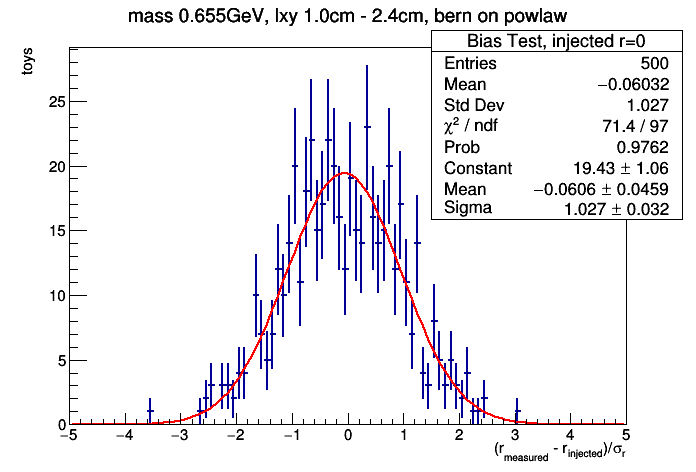 mass 0.655GeV, lxy 1.0cm - 2.4cm, bern on powlaw
toys
Bias Test, injected r=0
Entries 500
Mean −0.06032
Std Dev 1.027
χ² / ndf 71.4 / 97
Prob 0.9762
Constant 19.43 ± 1.06
Mean −0.0606 ± 0.0459
Sigma 1.027 ± 0.032
25
20
15
10
5
0
−5 −4 −3 −2 −1 0 1 2 3 4 5
(r_measured - r_injected)/σ_r